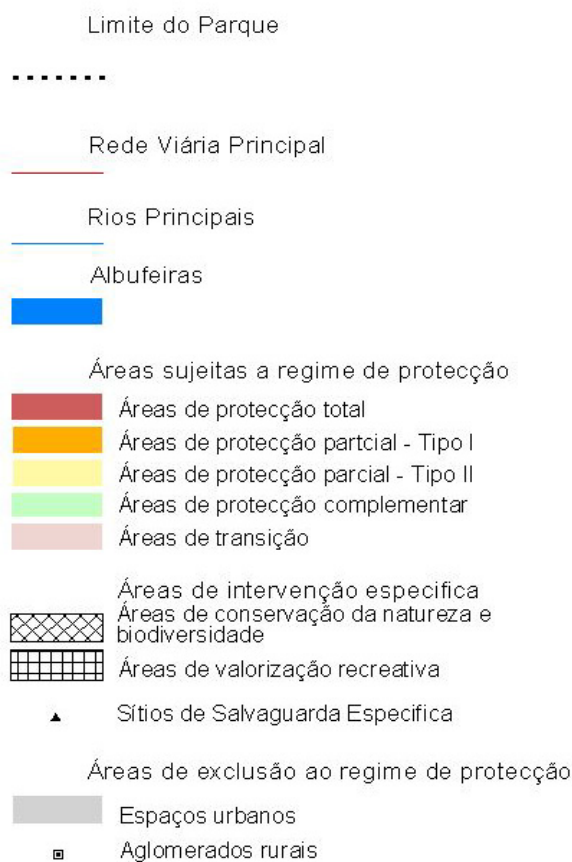 Limite do Parque
Rede Viária Principal
Rios Principais
Albufeiras
Áreas sujeitas a regime de protecção
Áreas de protecção total
Áreas de protecção partcial - Tipo I
Áreas de protecção parcial - Tipo II
Áreas de protecção complementar
Áreas de transição
Áreas de intervenção especifica
Áreas de conservação da natureza e
biodiversidade
Áreas de valorização recreativa
Sítios de Salvaguarda Especifica
Áreas de exclusão ao regime de protecção
Espaços urbanos
Aglomerados rurais